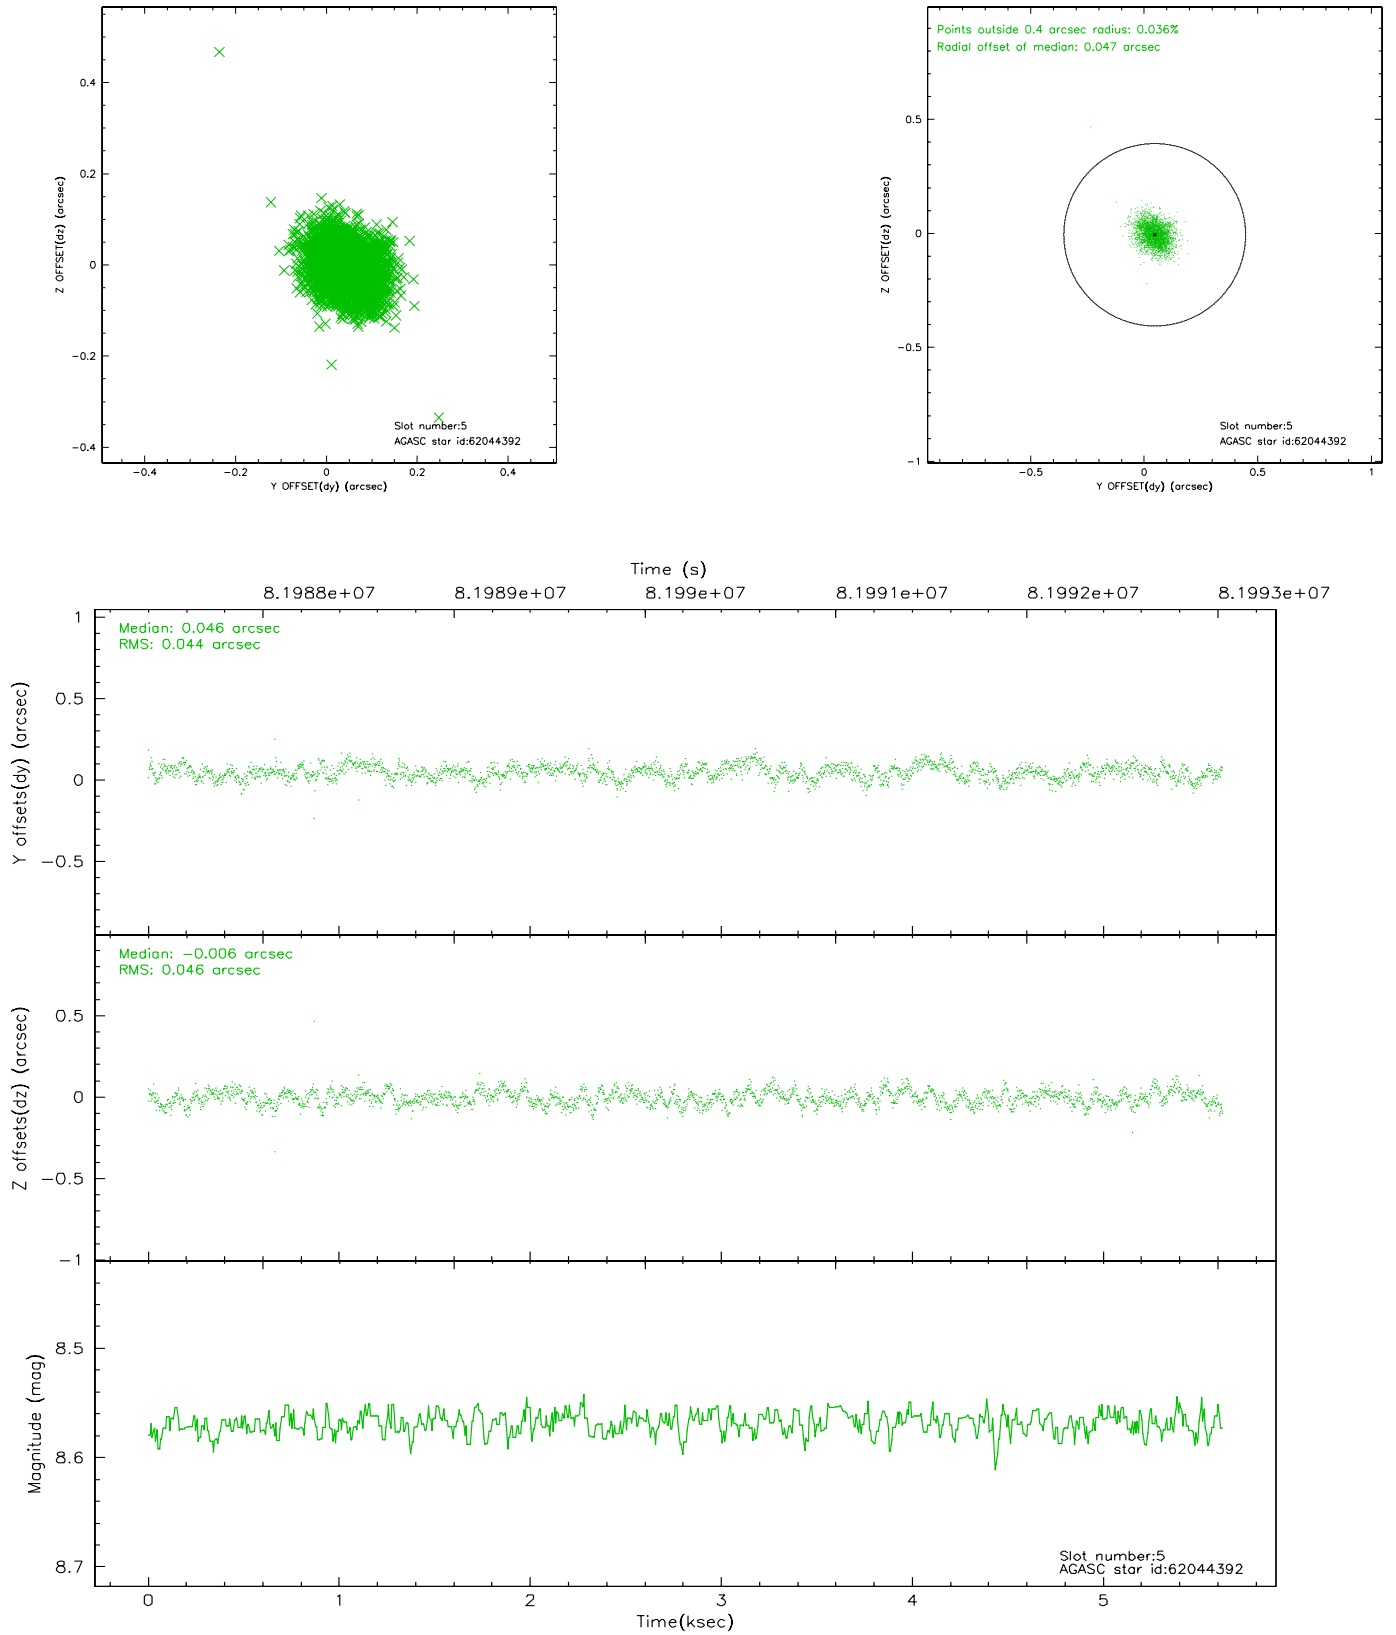 0.4
0.2
0
−0.2
−0.4
Z OFFSET(dz) (arcsec)
−0.4 −0.2 0 0.2 0.4
Y OFFSET(dy) (arcsec)
Slot number:5
AGASC star id:62044392
Points outside 0.4 arcsec radius: 0.036%
Radial offset of median: 0.047 arcsec
0.5
0
−0.5
−1
Z OFFSET(dz) (arcsec)
−0.5 0 0.5 1
Y OFFSET(dy) (arcsec)
Slot number:5
AGASC star id:62044392
Time (s)
8.1988e+07 8.1989e+07 8.199e+07 8.1991e+07 8.1992e+07 8.1993e+07
Median: 0.046 arcsec
RMS: 0.044 arcsec
1
0.5
0
−0.5
Y offsets(dy) (arcsec)
Median: −0.006 arcsec
RMS: 0.046 arcsec
0.5
0
−0.5
−1
Z offsets(dz) (arcsec)
8.5
8.6
8.7
Magnitude (mag)
Slot number:5
AGASC star id:62044392
0 1 2 3 4 5
Time(ksec)